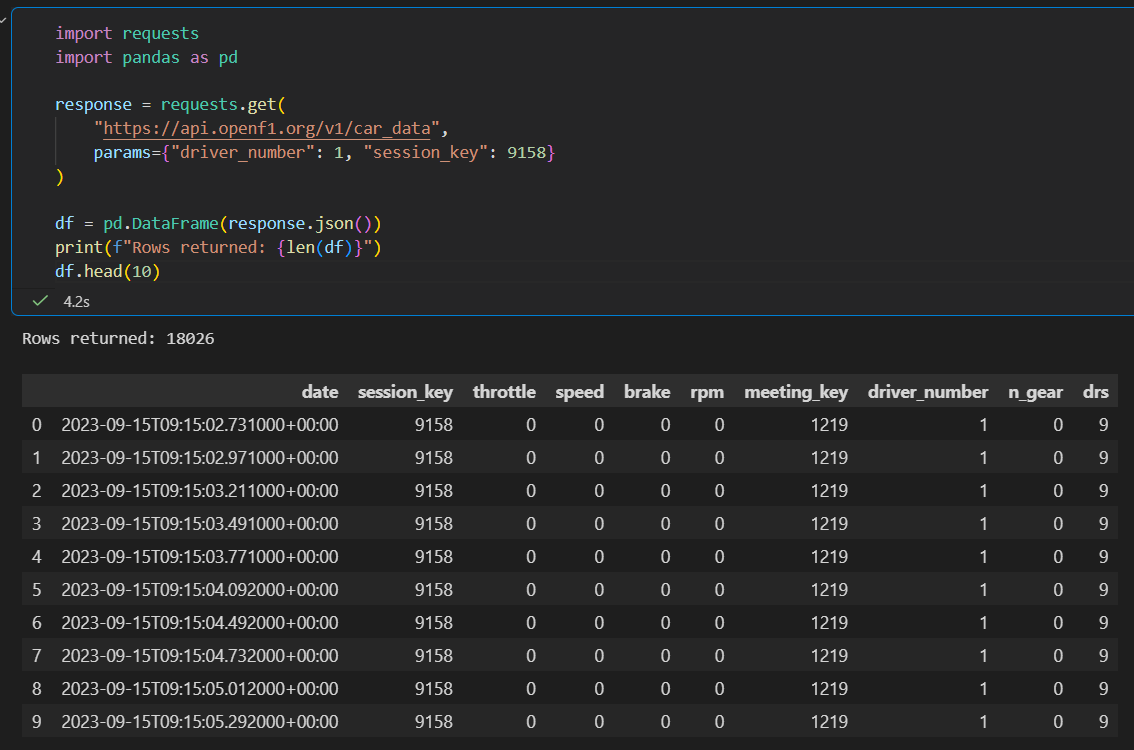 import requests
import pandas as pd
response = requests.get(
"https://api.openf1.org/v1/car_data",
params={"driver_number": 1, "session_key": 9158}
)
df = pd.DataFrame(response.json())
print(f"Rows returned: {len(df)}")
df.head(10)
4.2s
Rows returned: 18026
date session_key throttle speed brake rpm meeting_key driver_number n_gear drs
0 2023-09-15T09:15:02.731000+00:00 9158 0 0 0 0 1219 1 0 9
1 2023-09-15T09:15:02.971000+00:00 9158 0 0 0 0 1219 1 0 9
2 2023-09-15T09:15:03.211000+00:00 9158 0 0 0 0 1219 1 0 9
3 2023-09-15T09:15:03.491000+00:00 9158 0 0 0 0 1219 1 0 9
4 2023-09-15T09:15:03.771000+00:00 9158 0 0 0 0 1219 1 0 9
5 2023-09-15T09:15:04.092000+00:00 9158 0 0 0 0 1219 1 0 9
6 2023-09-15T09:15:04.492000+00:00 9158 0 0 0 0 1219 1 0 9
7 2023-09-15T09:15:04.732000+00:00 9158 0 0 0 0 1219 1 0 9
8 2023-09-15T09:15:05.012000+00:00 9158 0 0 0 0 1219 1 0 9
9 2023-09-15T09:15:05.292000+00:00 9158 0 0 0 0 1219 1 0 9